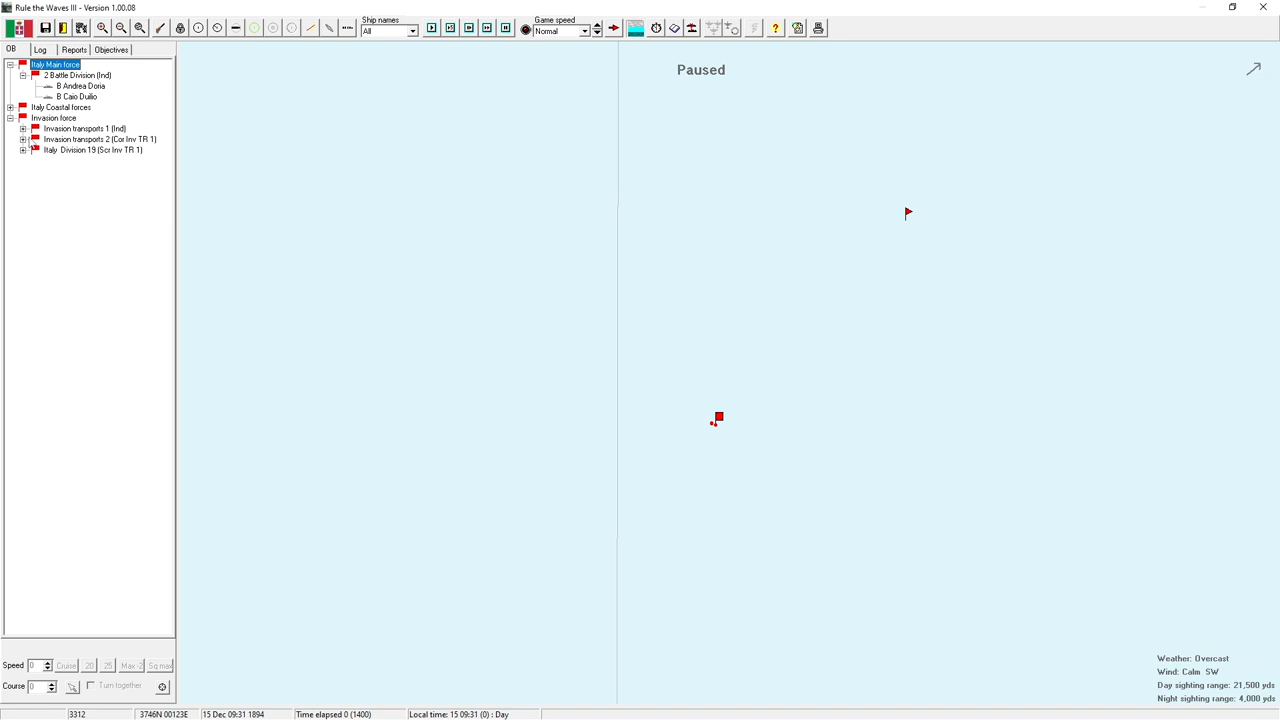 Rule the Waves III - Version 1.00.08
Ship names
All
Game speed
Normal
OB
Log
Reports
Objectives
Italy Main force
2 Battle Division (Ind)
B Andrea Doria
B Caio Duilio
Italy Coastal forces
Invasion force
Invasion transports 1 (Ind)
Invasion transports 2 (Cor Inv TR 1)
Italy Division 19 (Scr Inv TR 1)
Paused
Weather: Overcast
Wind: Calm SW
Day sighting range: 21,500 yds
Night sighting range: 4,000 yds
Speed 0 Cruise 20 25 Max -2 Sq max
Course 0 Turn together
3312
3746N 00123E
15 Dec 09:31 1894
Time elapsed 0 (1400)
Local time: 15 09:31 (0) : Day